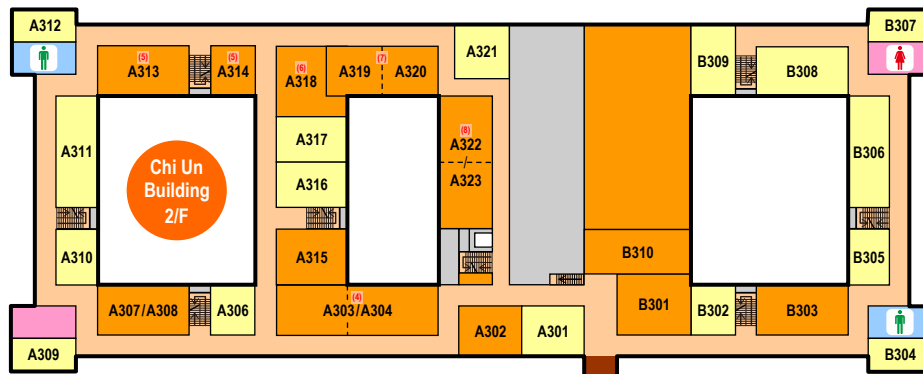 A312
B307
A321
(5)
A313
(5)
A314
(6)
A318
A319
(7)
A320
B309
B308
A311
A317
(8)
A322
/
A323
B306
Chi Un
Building
2/F
A316
A310
A315
B310
B305
A307/A308
A306
(4)
A303/A304
A302
A301
B301
B302
B303
A309
B304